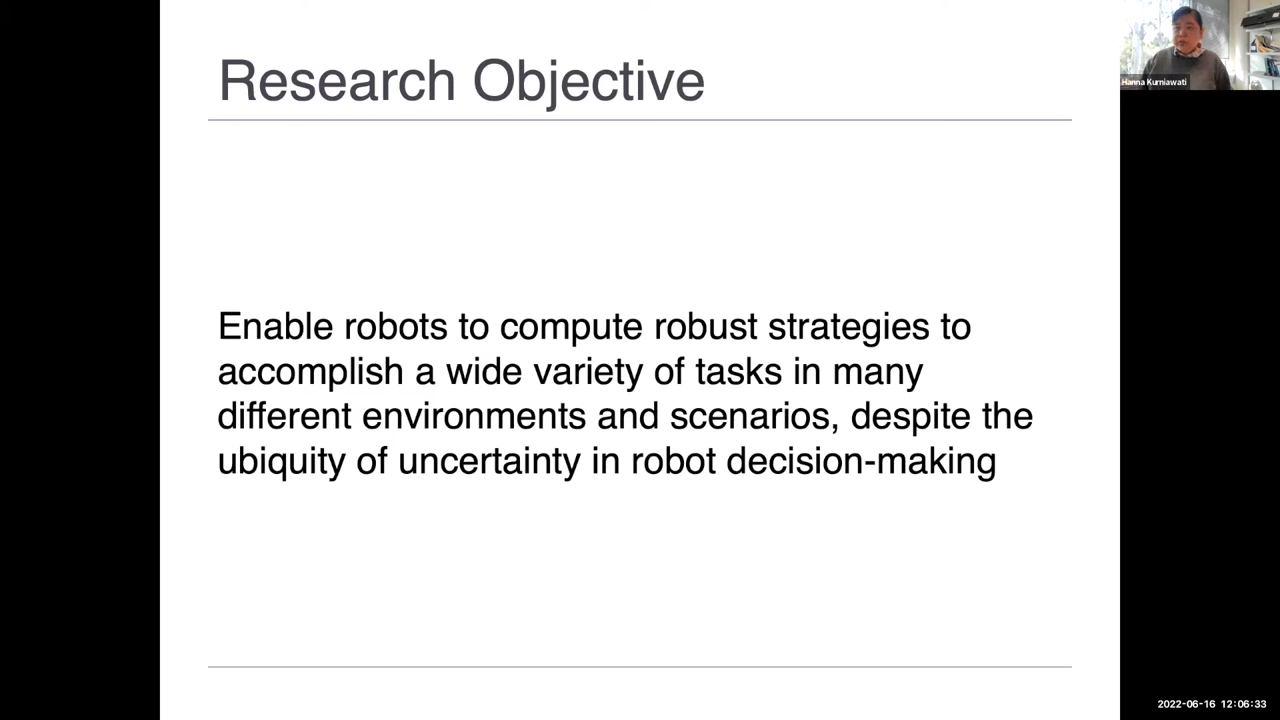 Research Objective
Hanna Kurniawati
Enable robots to compute robust strategies to
accomplish a wide variety of tasks in many
different environments and scenarios, despite the
ubiquity of uncertainty in robot decision-making
2022-06-16 12:06:33